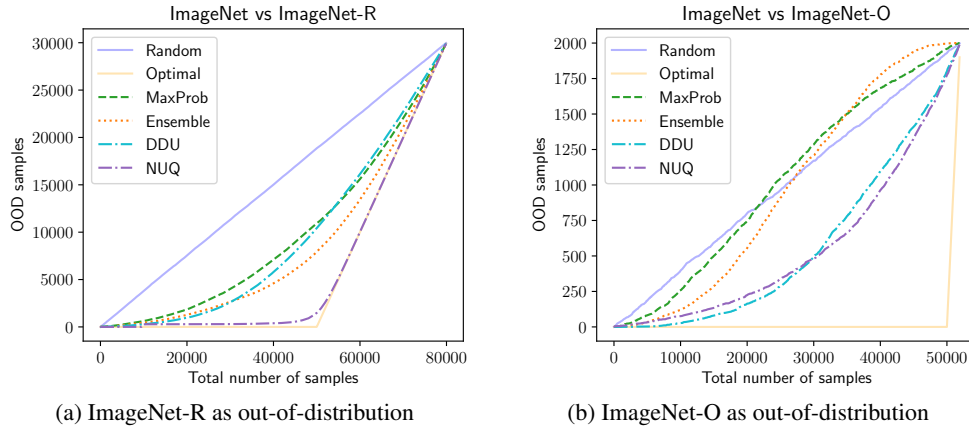 ImageNet vs ImageNet-R
30000
25000
20000
15000
10000
5000
0
OOD samples
Random
Optimal
MaxProb
Ensemble
DDU
NUQ
0 20000 40000 60000 80000
Total number of samples
(a) ImageNet-R as out-of-distribution
ImageNet vs ImageNet-O
2000
1750
1500
1250
1000
750
500
250
0
OOD samples
Random
Optimal
MaxProb
Ensemble
DDU
NUQ
0 10000 20000 30000 40000 50000
Total number of samples
(b) ImageNet-O as out-of-distribution